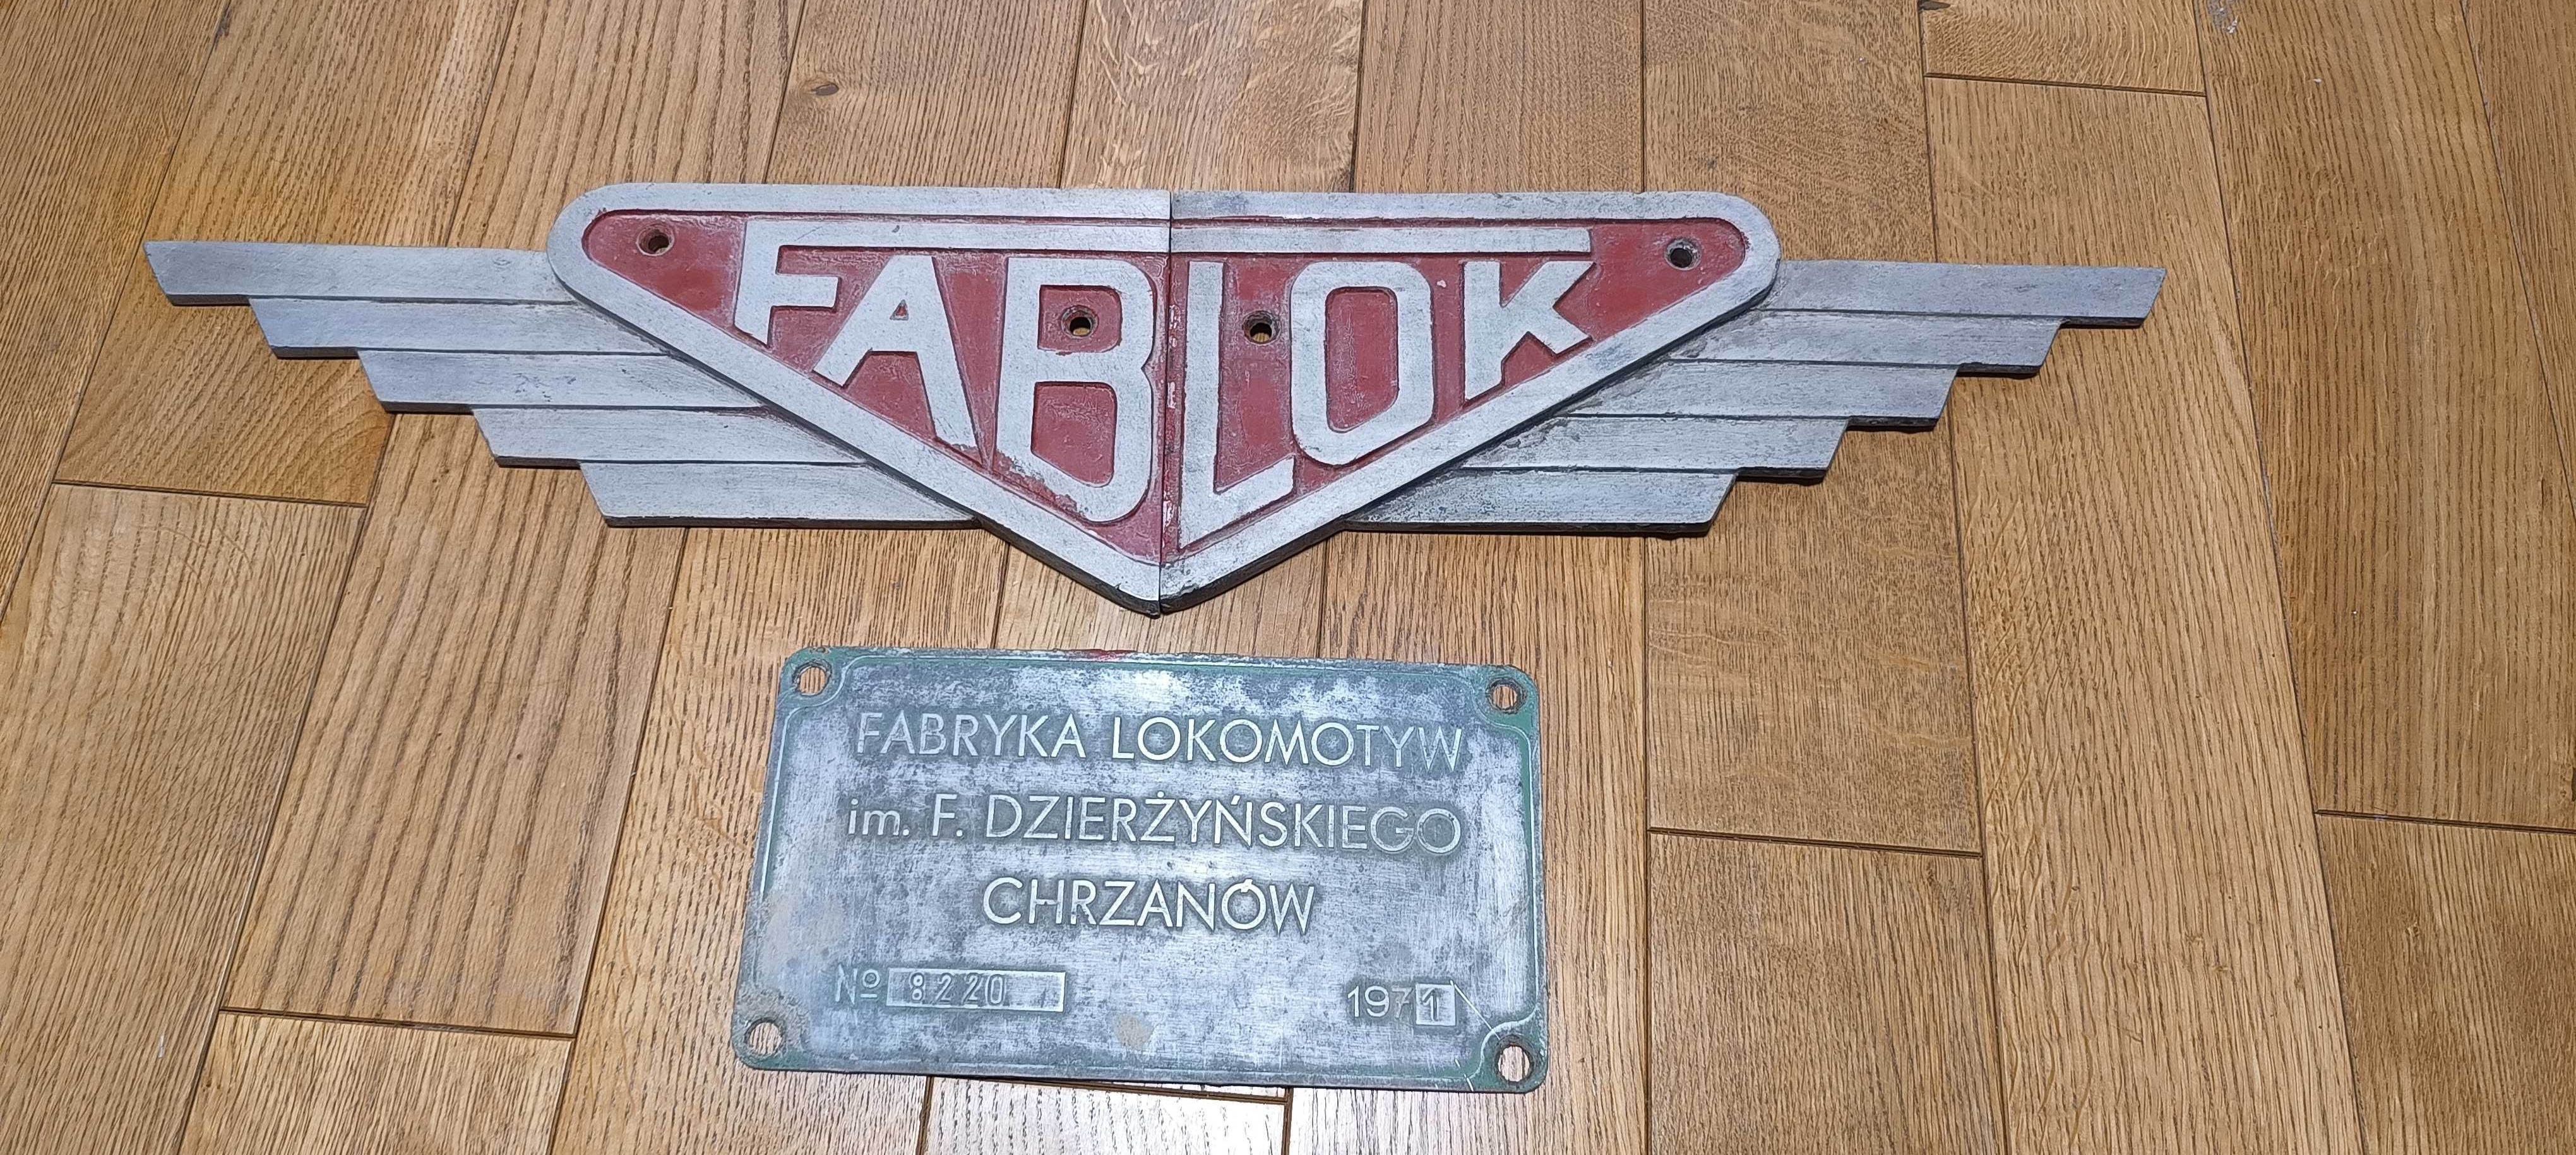 FABLOK
FABRYKA LOKOMOTYW
im. F. DZIERŻYŃSKIEGO
CHRZANÓW
Nº 8220 1971